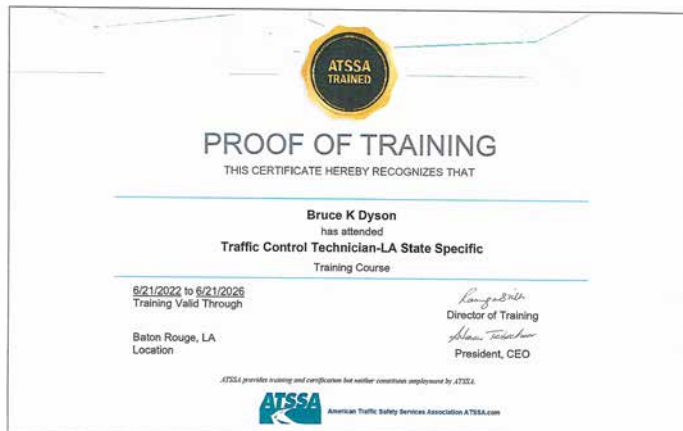 ATSSA
TRAINED
PROOF OF TRAINING
THIS CERTIFICATE HEREBY RECOGNIZES THAT
Bruce K Dyson
has attended
Traffic Control Technician-LA State Specific
Training Course
6/21/2022 to 6/21/2026
Training Valid Through
Director of Training
Baton Rouge, LA
Location
President, CEO
ATSSA provides training and certification but neither constitutes employment by ATSSA.
ATSSA
American Traffic Safety Services Association ATSSA.com